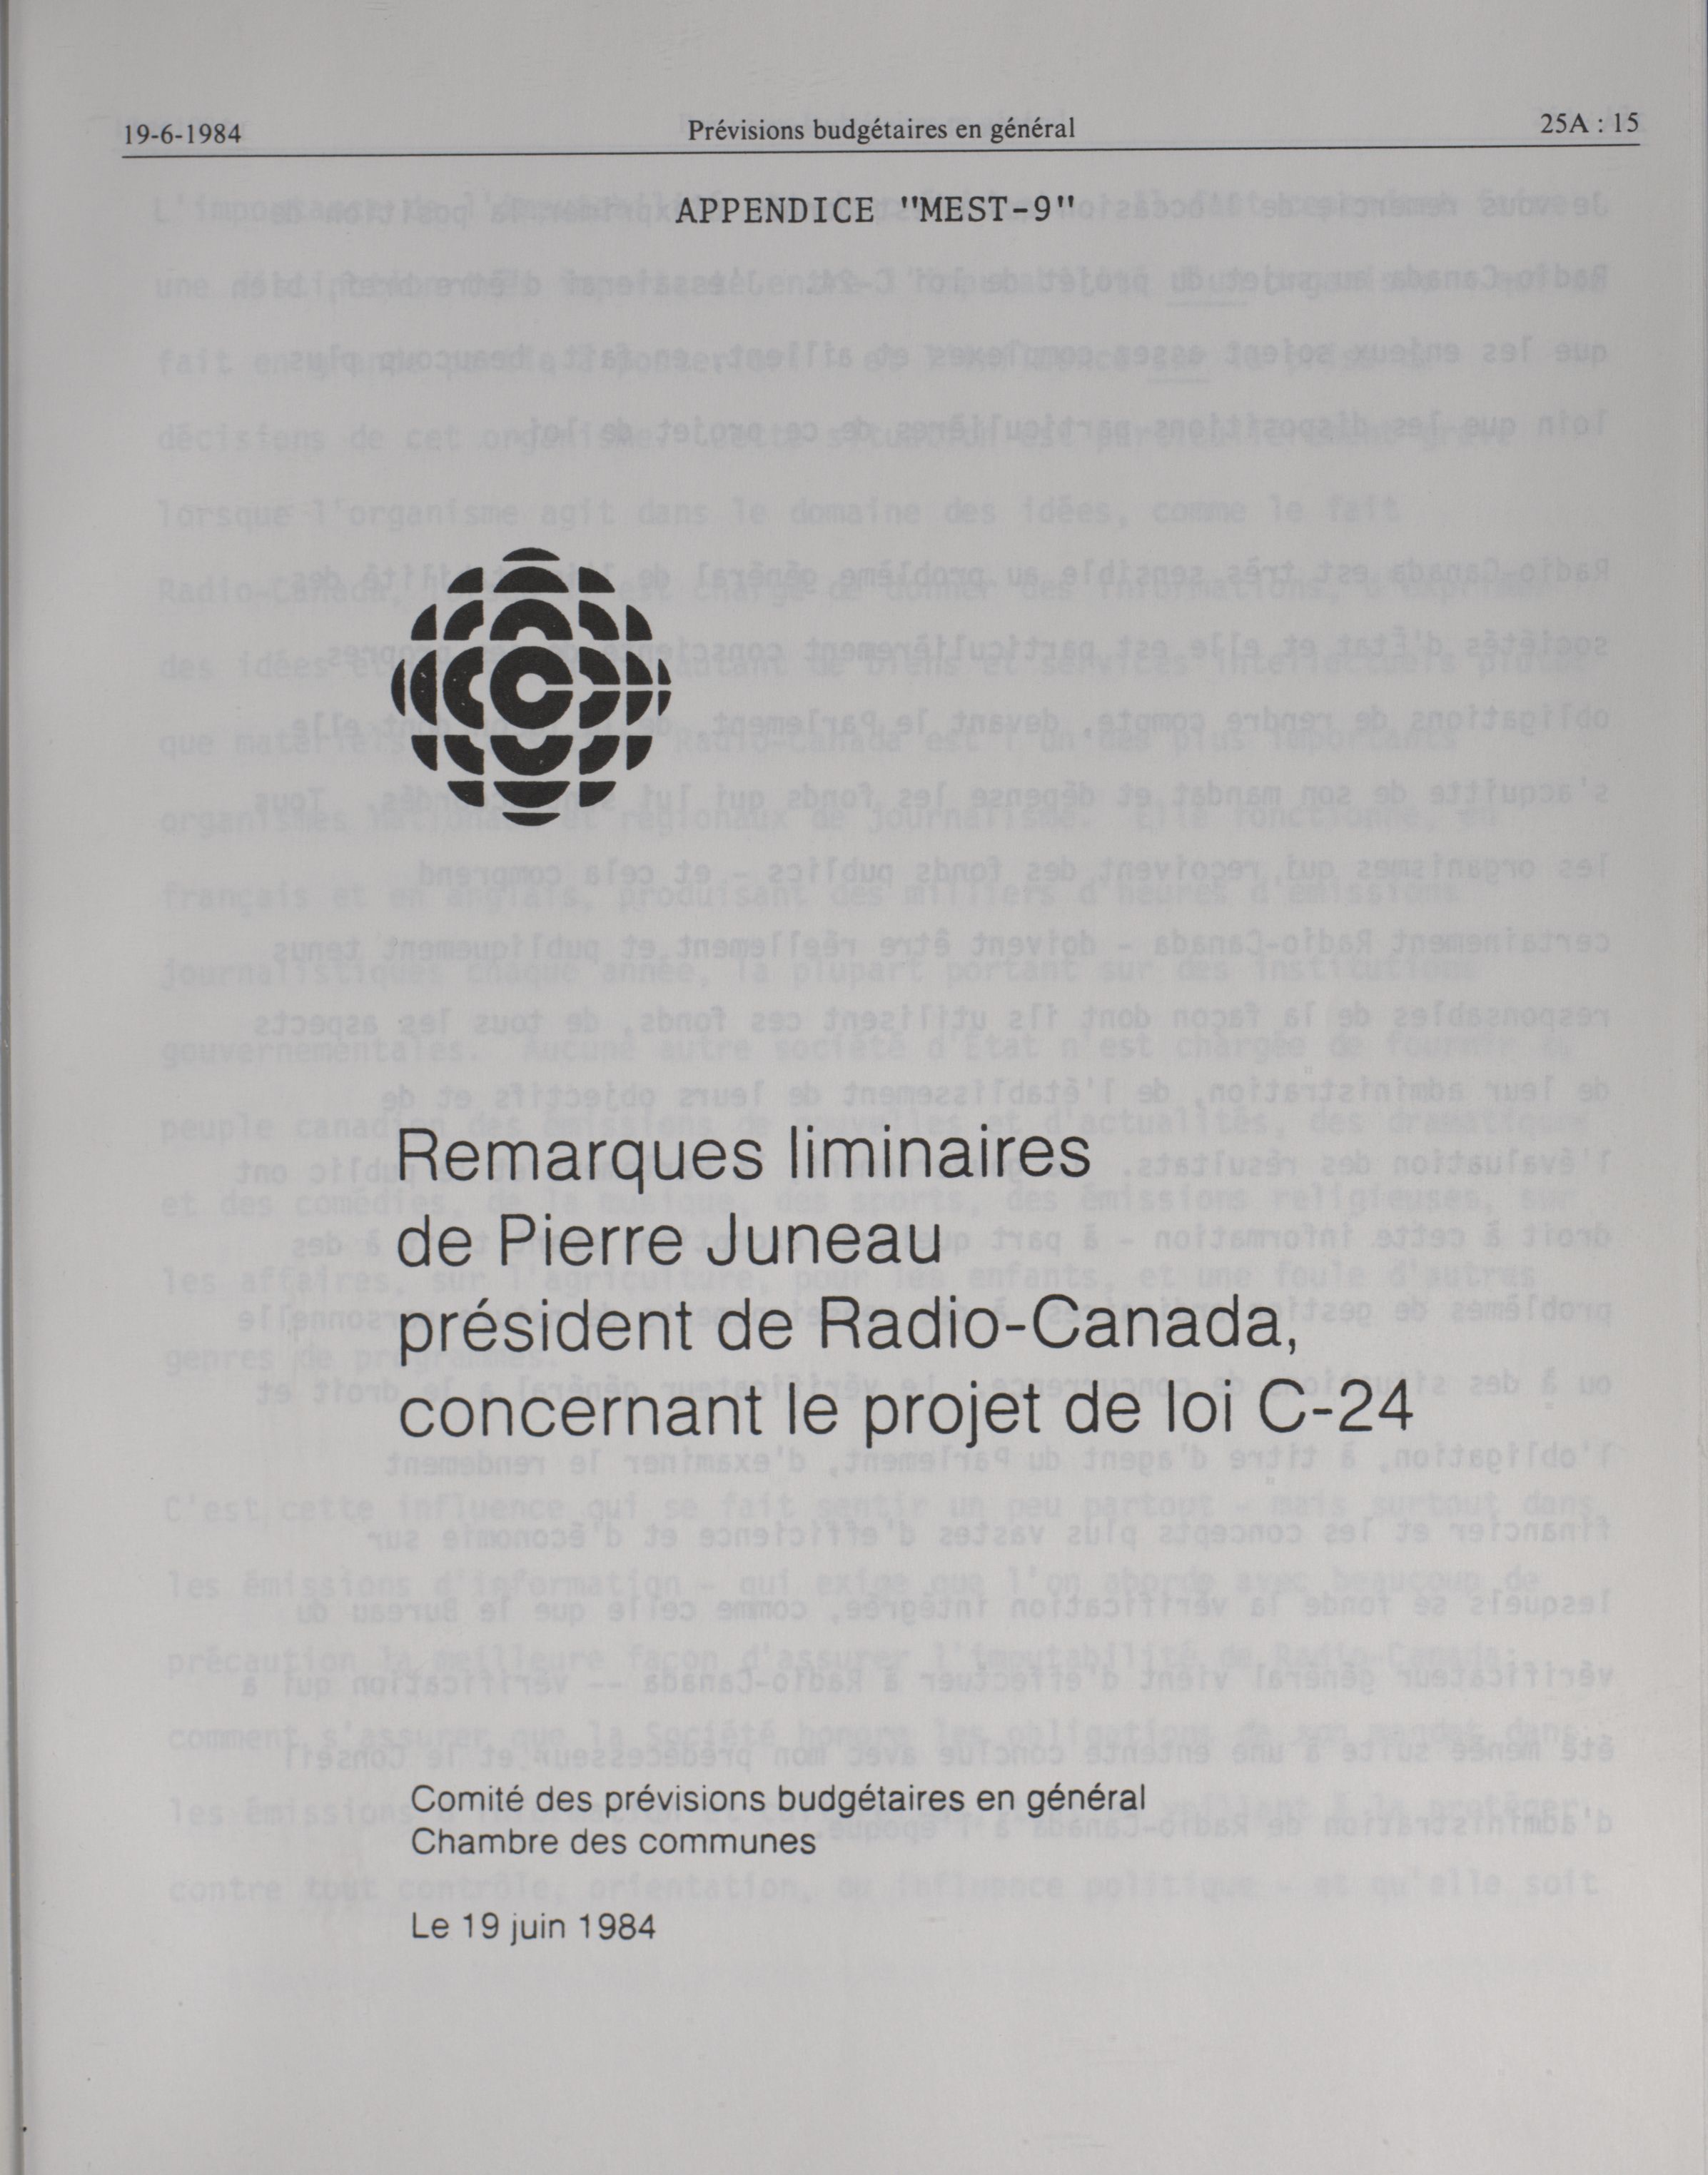 19-6-1984 Prévisions budgétaires en général 25A : 15
APPENDICE "MEST-9"
Remarques liminaires
de Pierre Juneau
président de Radio-Canada,
concernant le projet de loi C-24
Comité des prévisions budgétaires en général
Chambre des communes
Le 19 juin 1984